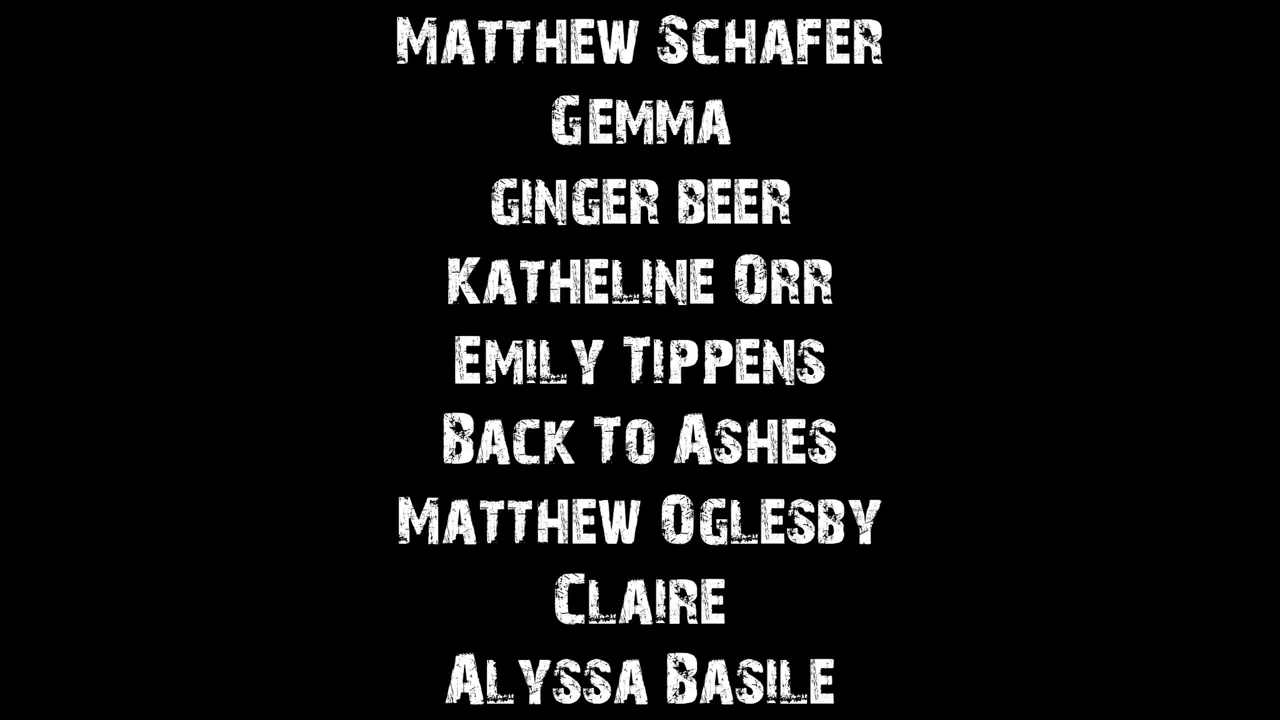 Matthew Schafer
Gemma
ginger beer
Katheline Orr
Emily Tippens
Back To Ashes
Matthew Oglesby
Claire
Alyssa Basile